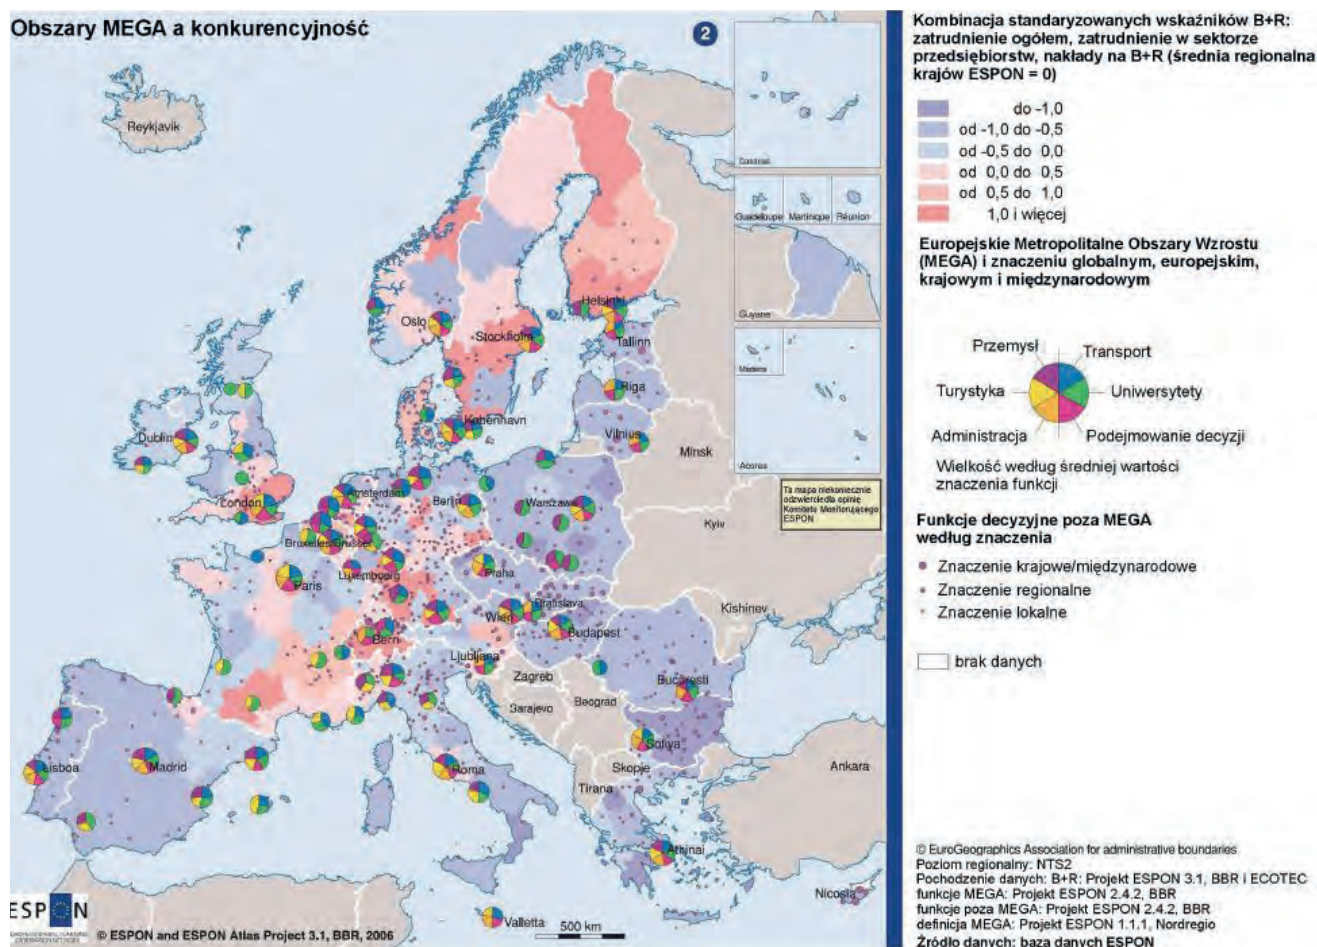 Obszary MEGA a konkurencyjność
2
Kombinacja standaryzowanych wskaźników B+R:
zatrudnienie ogółem, zatrudnienie w sektorze
przedsiębiorstw, nakłady na B+R (średnia regionalna
krajów ESPON = 0)
do -1,0
od -1,0 do -0,5
od -0,5 do 0,0
od 0,0 do 0,5
od 0,5 do 1,0
1,0 i więcej
Europejskie Metropolitalne Obszary Wzrostu
(MEGA) i znaczeniu globalnym, europejskim,
krajowym i międzynarodowym
Przemysł
Transport
Turystyka
Uniwersytety
Administracja
Podejmowanie decyzji
Wielkość według średniej wartości
znaczenia funkcji
Funkcje decyzyjne poza MEGA
według znaczenia
Znaczenie krajowe/międzynarodowe
Znaczenie regionalne
Znaczenie lokalne
brak danych
© EuroGeographics Association for administrative boundaries
Poziom regionalny: NTS2
Pochodzenie danych: B+R: Projekt ESPON 3.1, BBR i ECOTEC
funkcje MEGA: Projekt ESPON 2.4.2, BBR
funkcje poza MEGA: Projekt ESPON 2.4.2, BBR
definicja MEGA: Projekt ESPON 1.1.1, Nordregio
Źródło danych: baza danych ESPON
Reykjavik
Canarias
Guadeloupe
Martinique
Réunion
Guyane
Madeira
Acores
Ta mapa niekoniecznie
odzwierciedla opinię
Komitetu Monitorującego
ESPON
Helsinki
Oslo
Stockholm
Tallinn
Riga
København
Dublin
Vilnius
Minsk
London
Amsterdam
Berlin
Warszawa
Kyiv
Bruxelles/Brussel
Luxembourg
Paris
Praha
Bratislava
Wien
Kishinev
Budapest
Bern
Ljubljana
Zagreb
Beograd
Bucuresti
Sarajevo
Sofiya
Skopje
Lisboa
Madrid
Roma
Tirana
Ankara
Athinai
Nicosia
Valletta
500 km
ESPON
© ESPON and ESPON Atlas Project 3.1, BBR, 2006